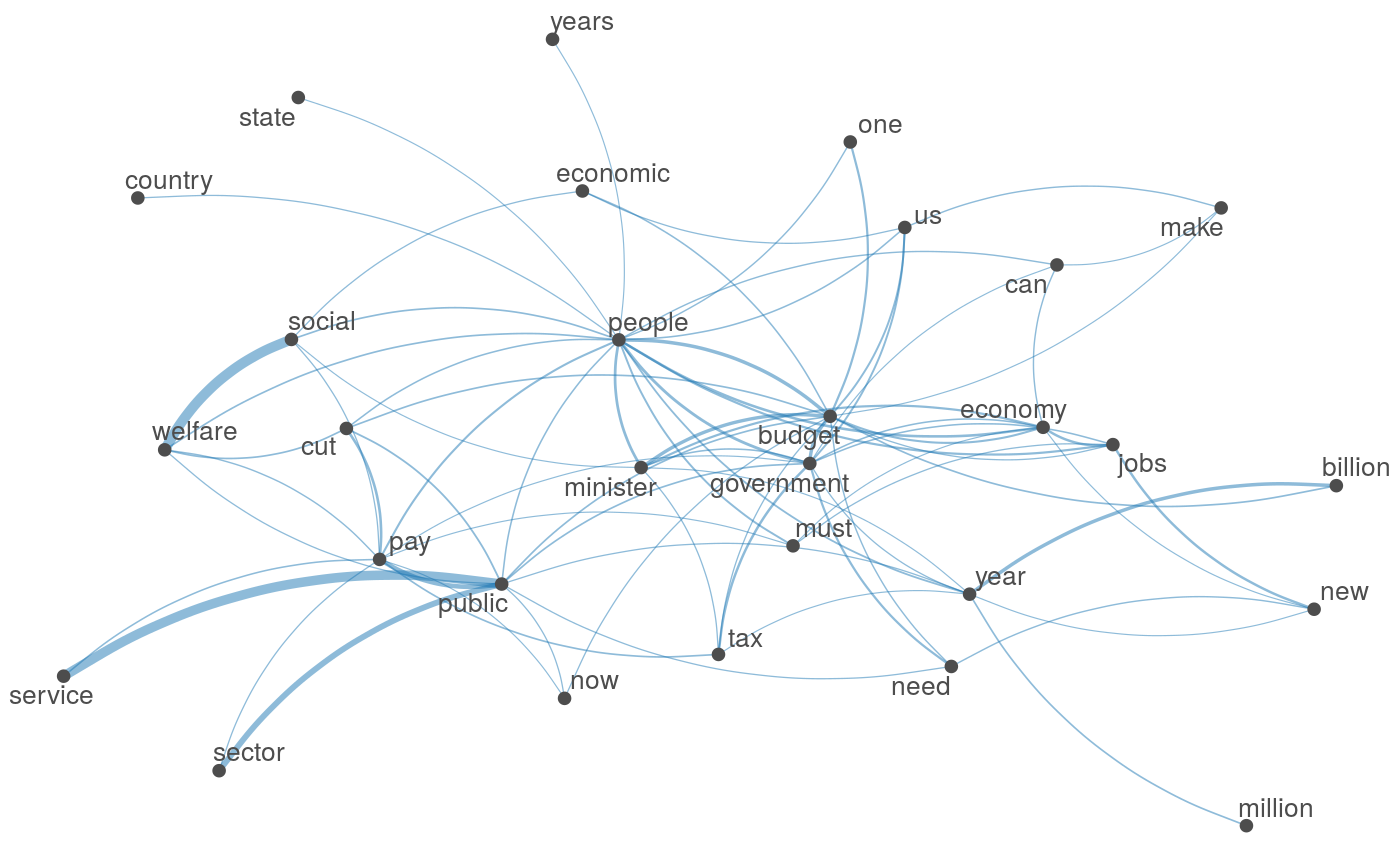 years
state
one
country
economic
us
make
can
social
people
economy
welfare
cut
budget
jobs
billion
minister
government
must
pay
year
new
public
tax
now
need
service
sector
million